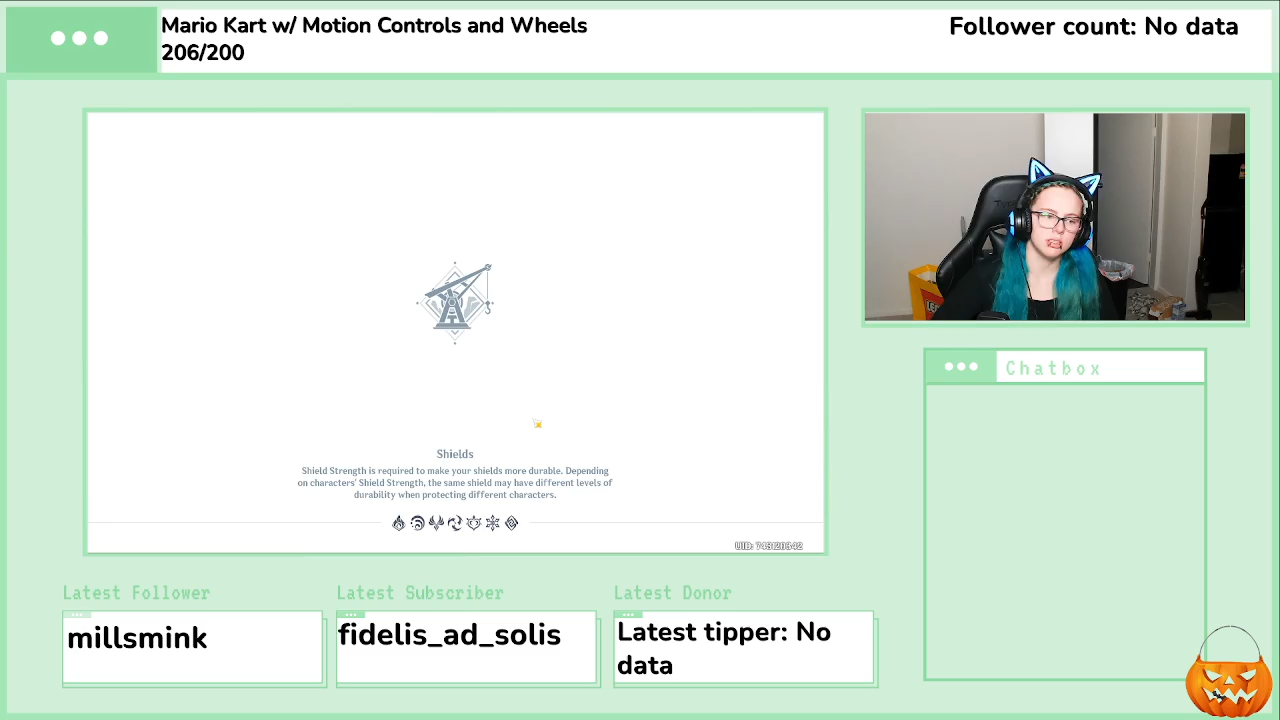 Mario Kart w/ Motion Controls and Wheels
206/200
Follower count: No data
Chatbox
Shields
Shield Strength is required to make your shields more durable. Depending
on characters' Shield Strength, the same shield may have different levels of
durability when protecting different characters.
Latest Follower
millsmink
Latest Subscriber
fidelis_ad_solis
Latest Donor
Latest tipper: No
data